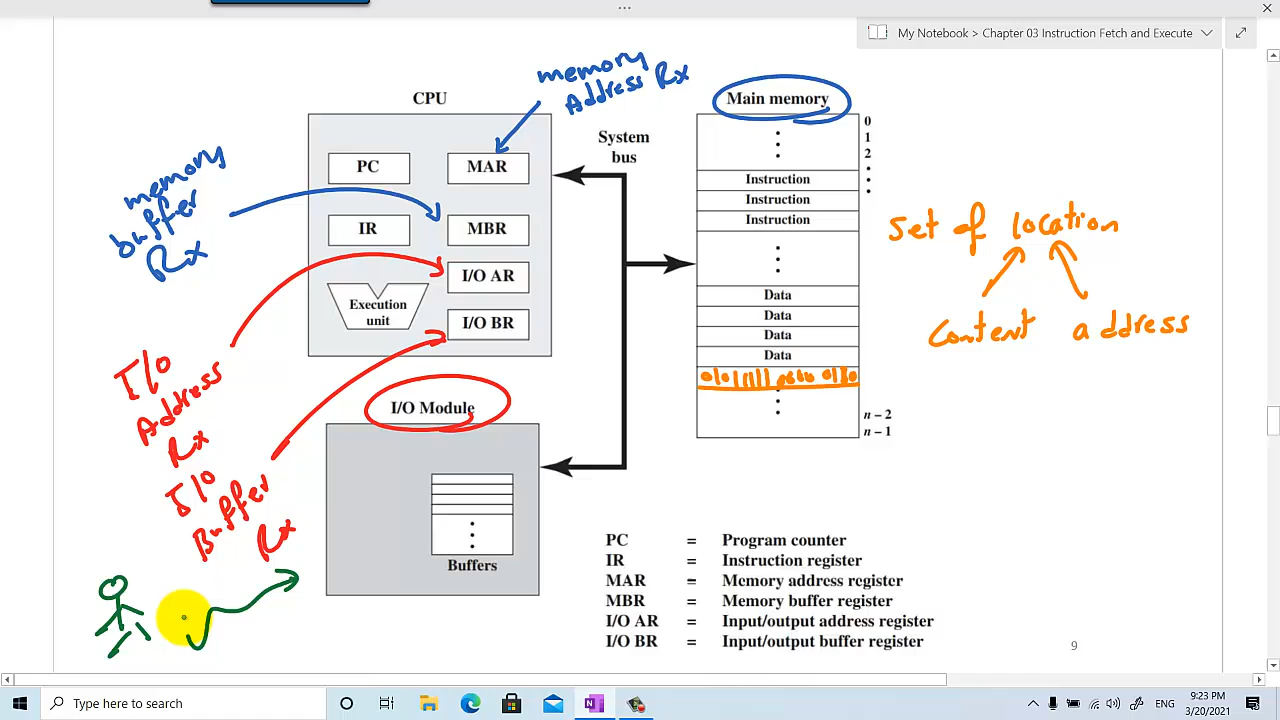 My Notebook > Chapter 03 Instruction Fetch and Execute
memory
Address Rx
CPU
Main memory
System
bus
0
1
2
PC
MAR
Instruction
Instruction
Instruction
memory
buffer
Rx
IR
MBR
set of location
I/O AR
Execution
unit
I/O BR
Data
Data
Data
Data
content address
I/O
Address
Rx
I/O Module
n – 2
n – 1
I/O
Buffer
Rx
Buffers
PC = Program counter
IR = Instruction register
MAR = Memory address register
MBR = Memory buffer register
I/O AR = Input/output address register
I/O BR = Input/output buffer register
9
Type here to search
ENG
9:23 PM
3/20/2021